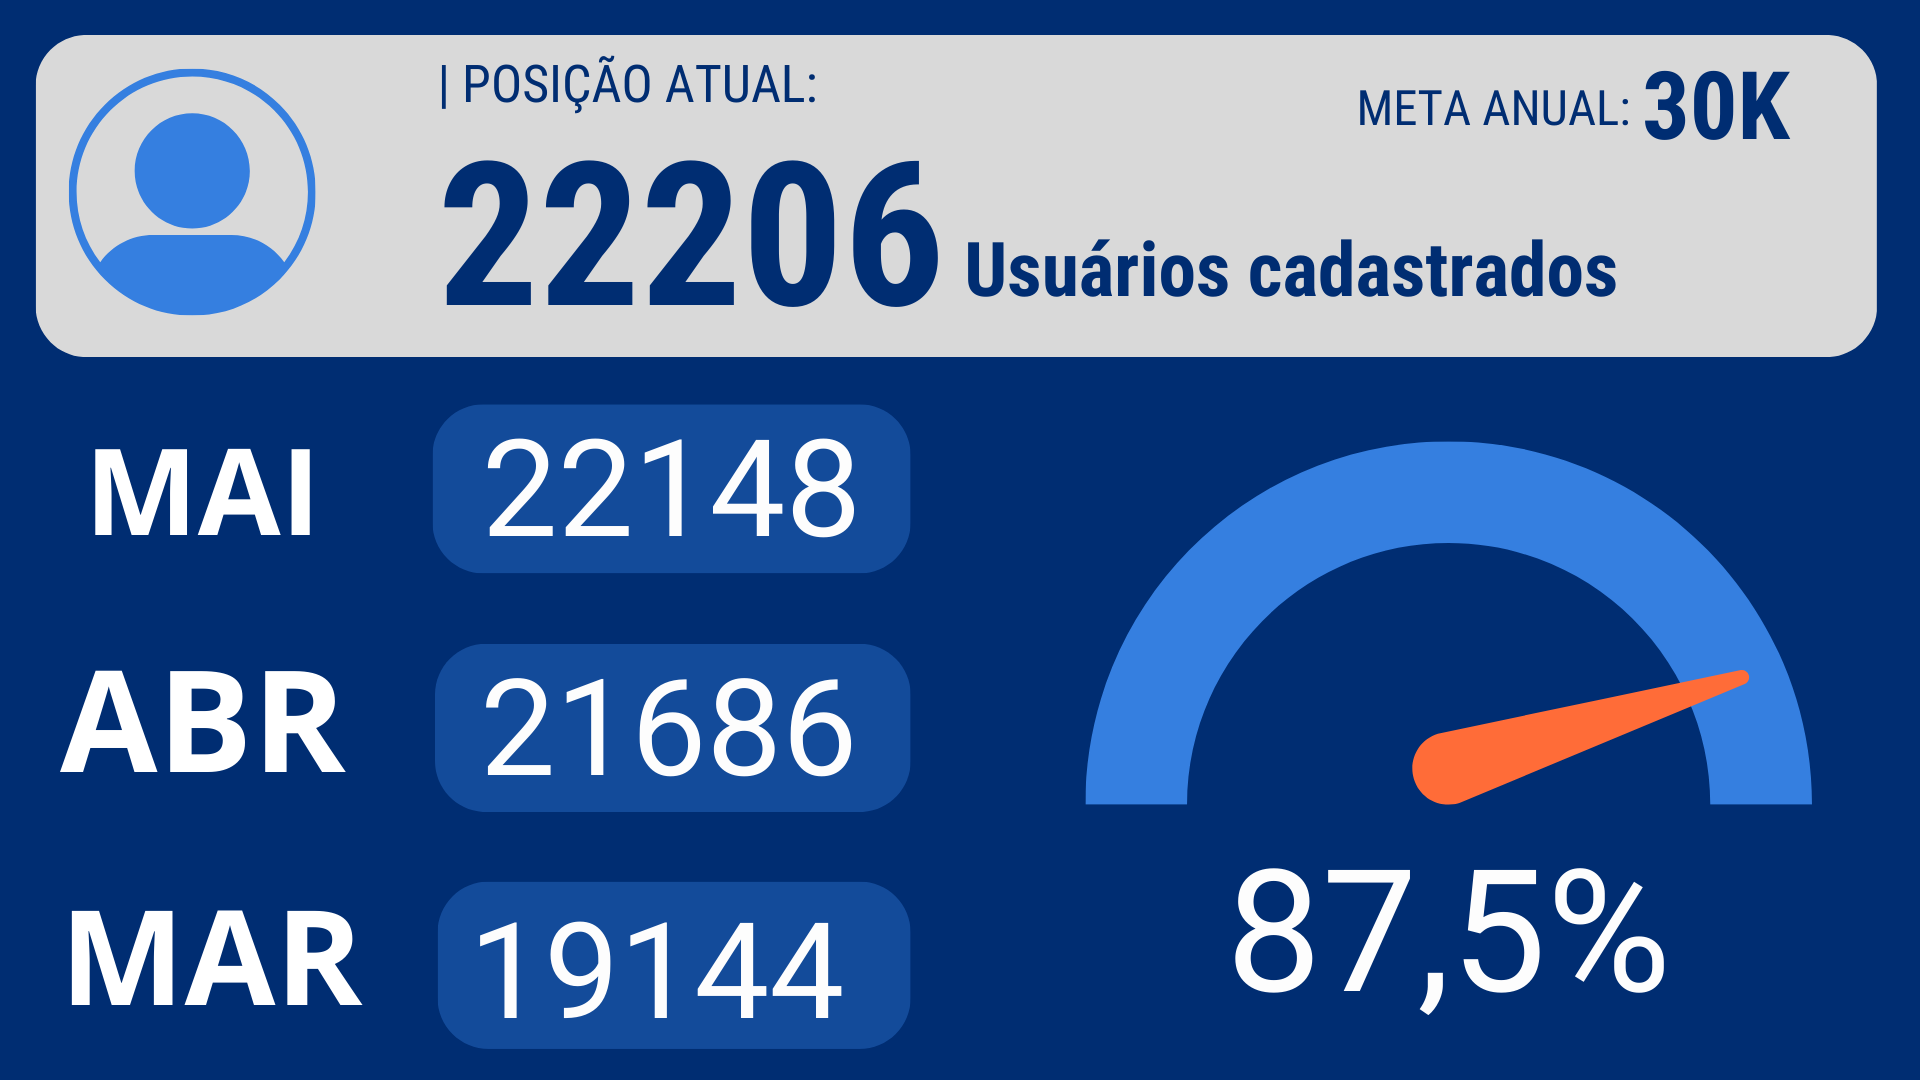 | POSIÇÃO ATUAL:
META ANUAL: 30K
22206 Usuários cadastrados
MAI 22148
ABR 21686
MAR 19144
87,5%